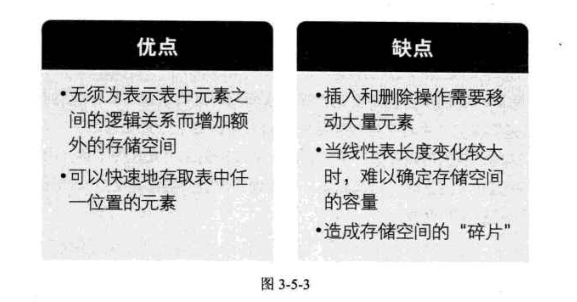 优点
•无须为表示表中元素之
间的逻辑关系而增加额
外的存储空间
•可以快速地存取表中任
一位置的元素
缺点
•插入和删除操作需要移
动大量元素
•当线性表长度变化较大
时，难以确定存储空间
的容量
•造成存储空间的“碎片”
图 3-5-3